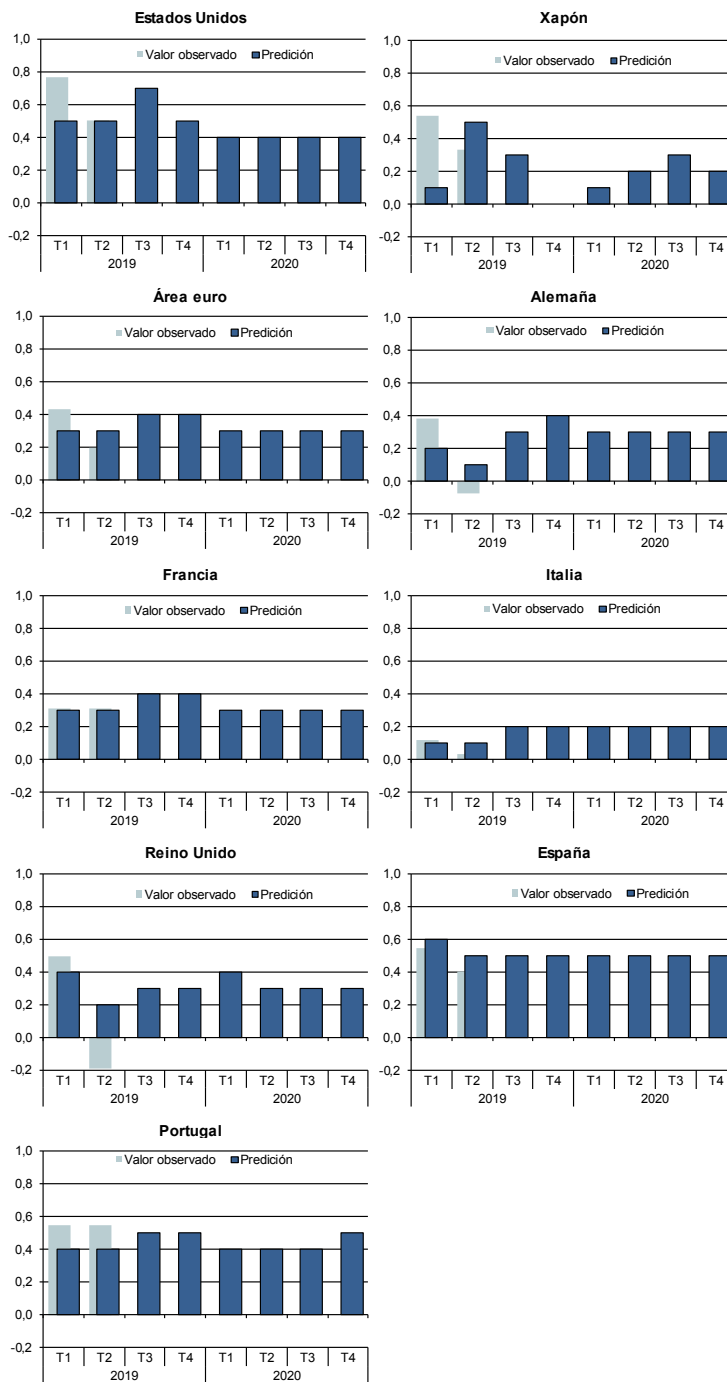 Estados Unidos
Valor observado Predición
1,0
0,8
0,6
0,4
0,2
0,0
-0,2
T1 T2 T3 T4 T1 T2 T3 T4
2019 2020
Xapón
Valor observado Predición
1,0
0,8
0,6
0,4
0,2
0,0
-0,2
T1 T2 T3 T4 T1 T2 T3 T4
2019 2020
Área euro
Valor observado Predición
1,0
0,8
0,6
0,4
0,2
0,0
-0,2
T1 T2 T3 T4 T1 T2 T3 T4
2019 2020
Alemaña
Valor observado Predición
1,0
0,8
0,6
0,4
0,2
0,0
-0,2
T1 T2 T3 T4 T1 T2 T3 T4
2019 2020
Francia
Valor observado Predición
1,0
0,8
0,6
0,4
0,2
0,0
-0,2
T1 T2 T3 T4 T1 T2 T3 T4
2019 2020
Italia
Valor observado Predición
1,0
0,8
0,6
0,4
0,2
0,0
-0,2
T1 T2 T3 T4 T1 T2 T3 T4
2019 2020
Reino Unido
Valor observado Predición
1,0
0,8
0,6
0,4
0,2
0,0
-0,2
T1 T2 T3 T4 T1 T2 T3 T4
2019 2020
España
Valor observado Predición
1,0
0,8
0,6
0,4
0,2
0,0
-0,2
T1 T2 T3 T4 T1 T2 T3 T4
2019 2020
Portugal
Valor observado Predición
1,0
0,8
0,6
0,4
0,2
0,0
-0,2
T1 T2 T3 T4 T1 T2 T3 T4
2019 2020